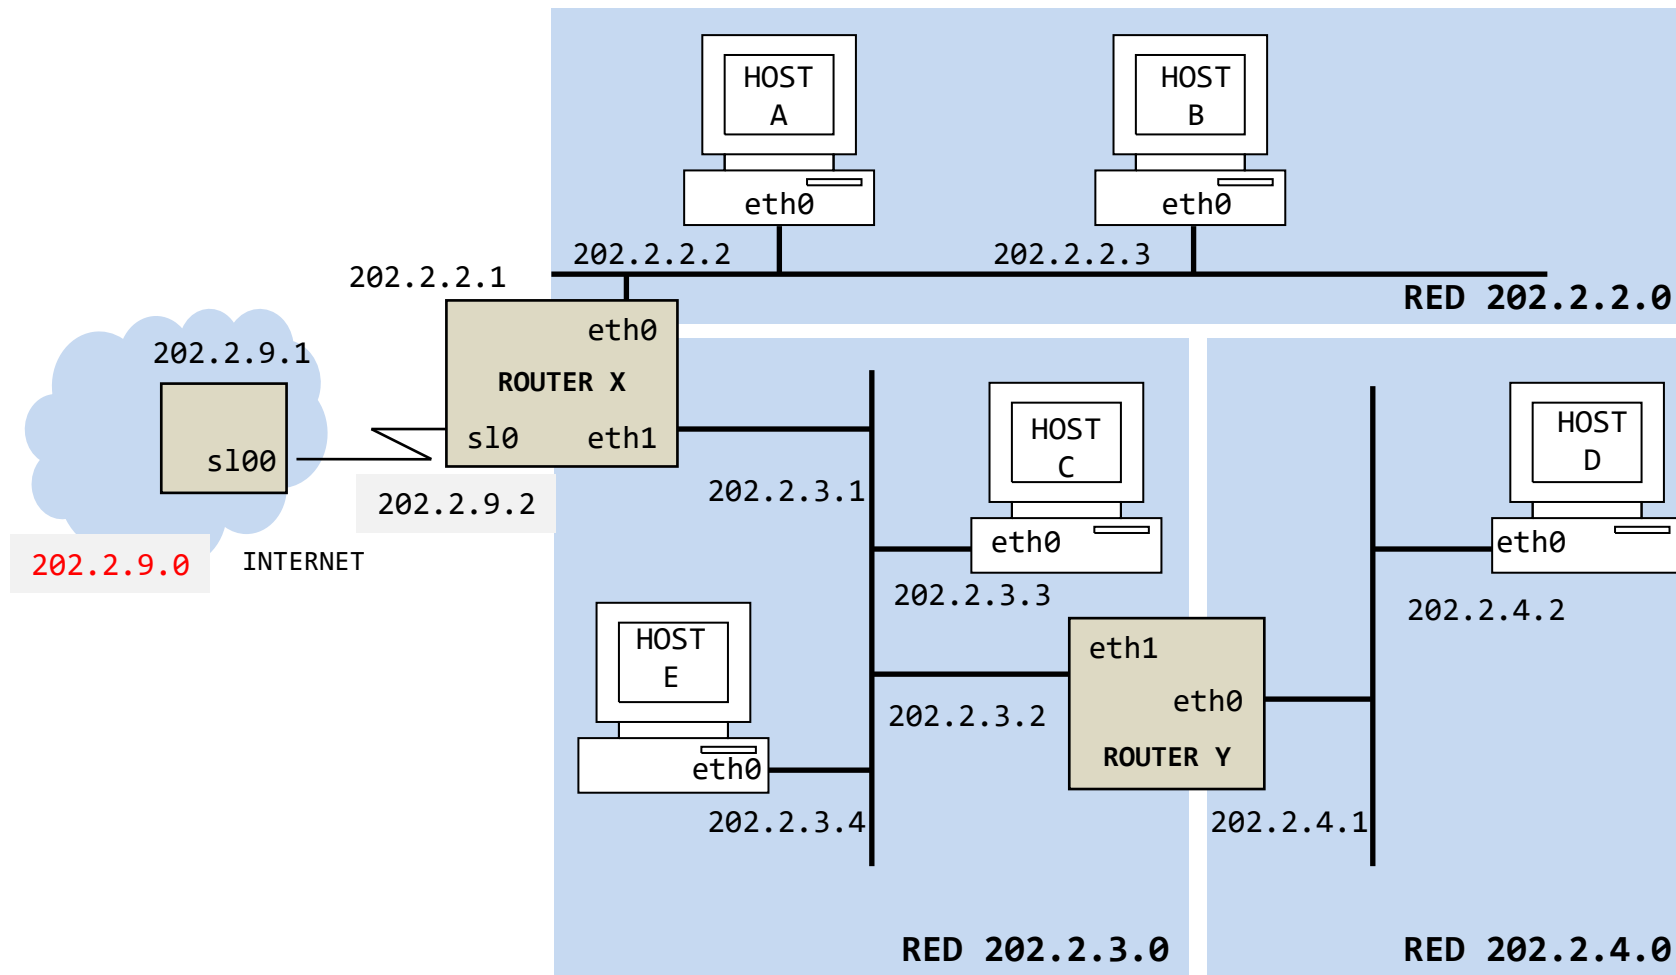 HOST
A
eth0
HOST
B
eth0
202.2.2.2
202.2.2.3
202.2.2.1
RED 202.2.2.0
202.2.9.1
sl00
202.2.9.0
INTERNET
eth0
ROUTER X
sl0
eth1
202.2.9.2
202.2.3.1
HOST
C
eth0
202.2.3.3
HOST
D
eth0
202.2.4.2
HOST
E
eth0
202.2.3.4
eth1
eth0
ROUTER Y
202.2.3.2
202.2.4.1
RED 202.2.3.0
RED 202.2.4.0